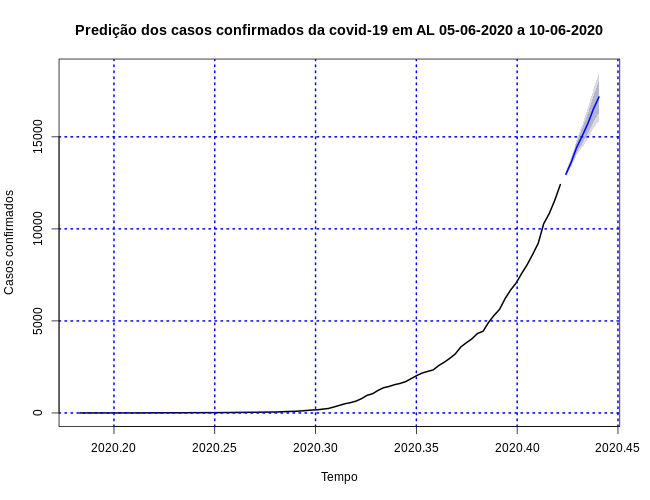 Predição dos casos confirmados da covid-19 em AL 05-06-2020 a 10-06-2020
Casos confirmados
15000
10000
5000
0
2020.20 2020.25 2020.30 2020.35 2020.40 2020.45
Tempo